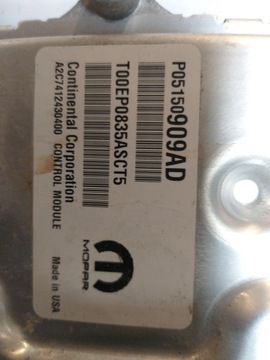 P05150909AD
T00EP0835ASCT5
Continental Corporation
A2C7412430400 CONTROL MODULE
MOPAR
Made in USA